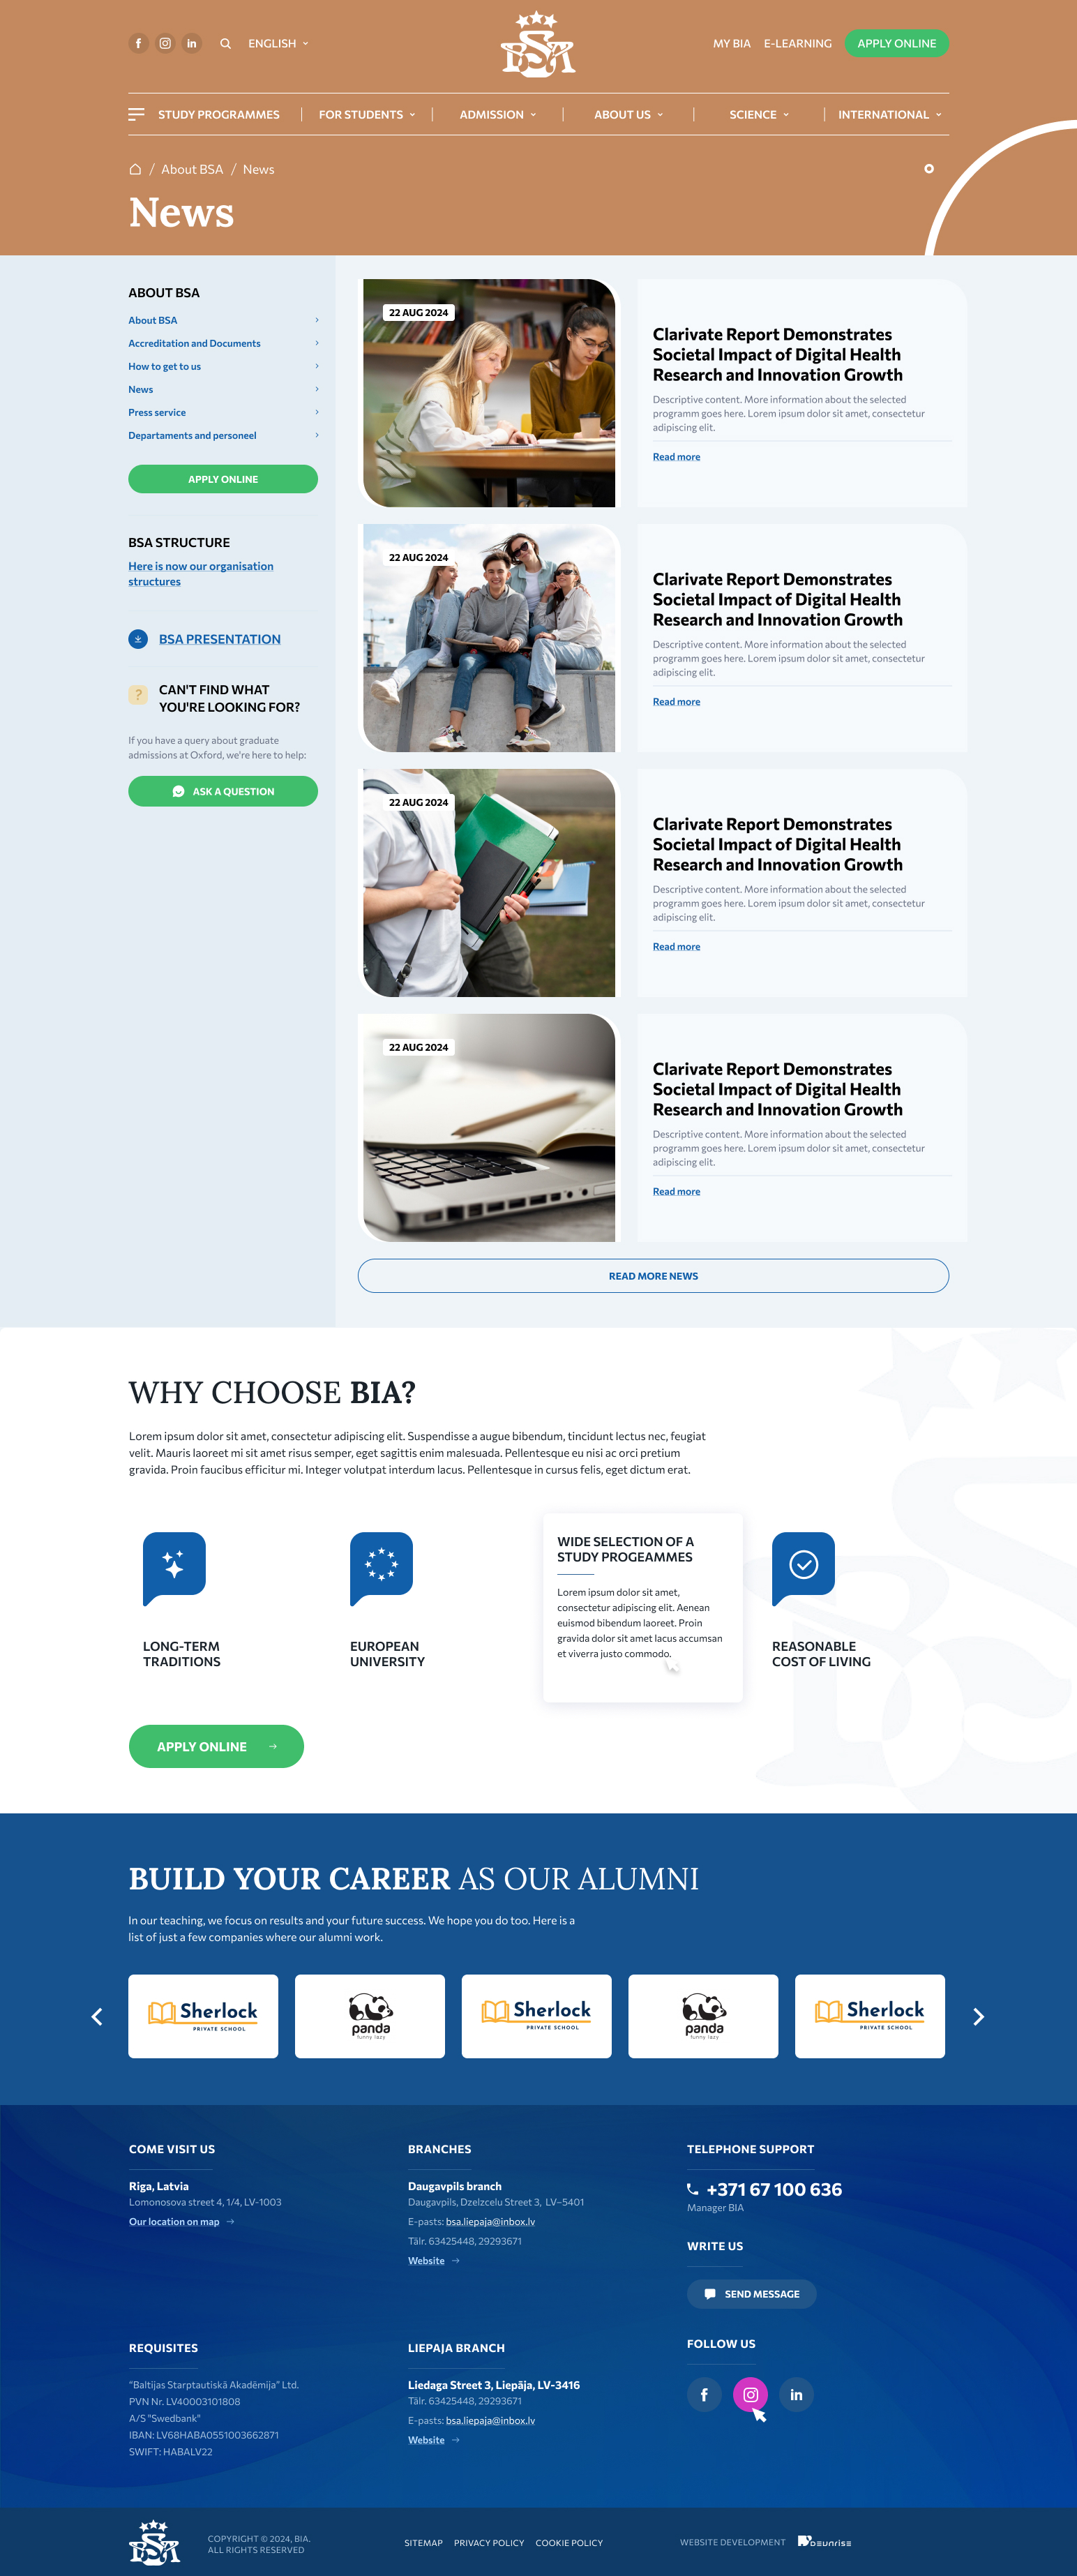 ENGLISH
BSA
MY BIA
E-LEARNING
APPLY ONLINE
STUDY PROGRAMMES
FOR STUDENTS
ADMISSION
ABOUT US
SCIENCE
INTERNATIONAL
/ About BSA / News
News
ABOUT BSA
About BSA
Accreditation and Documents
How to get to us
News
Press service
Departaments and personeel
APPLY ONLINE
BSA STRUCTURE
Here is now our organisation
structures
BSA PRESENTATION
?
CAN'T FIND WHAT
YOU'RE LOOKING FOR?
If you have a query about graduate
admissions at Oxford, we're here to help:
ASK A QUESTION
22 AUG 2024
Clarivate Report Demonstrates
Societal Impact of Digital Health
Research and Innovation Growth
Descriptive content. More information about the selected
programm goes here. Lorem ipsum dolor sit amet, consectetur
adipiscing elit.
Read more
22 AUG 2024
Clarivate Report Demonstrates
Societal Impact of Digital Health
Research and Innovation Growth
Descriptive content. More information about the selected
programm goes here. Lorem ipsum dolor sit amet, consectetur
adipiscing elit.
Read more
22 AUG 2024
Clarivate Report Demonstrates
Societal Impact of Digital Health
Research and Innovation Growth
Descriptive content. More information about the selected
programm goes here. Lorem ipsum dolor sit amet, consectetur
adipiscing elit.
Read more
22 AUG 2024
Clarivate Report Demonstrates
Societal Impact of Digital Health
Research and Innovation Growth
Descriptive content. More information about the selected
programm goes here. Lorem ipsum dolor sit amet, consectetur
adipiscing elit.
Read more
READ MORE NEWS
WHY CHOOSE BIA?
Lorem ipsum dolor sit amet, consectetur adipiscing elit. Suspendisse a augue bibendum, tincidunt lectus nec, feugiat
velit. Mauris laoreet mi sit amet risus semper, eget sagittis enim malesuada. Pellentesque eu nisi ac orci pretium
gravida. Proin faucibus efficitur mi. Integer volutpat interdum lacus. Pellentesque in cursus felis, eget dictum erat.
LONG-TERM
TRADITIONS
EUROPEAN
UNIVERSITY
WIDE SELECTION OF A
STUDY PROGEAMMES
Lorem ipsum dolor sit amet,
consectetur adipiscing elit. Aenean
euismod bibendum laoreet. Proin
gravida dolor sit amet lacus accumsan
et viverra justo commodo.
REASONABLE
COST OF LIVING
APPLY ONLINE
BUILD YOUR CAREER AS OUR ALUMNI
In our teaching, we focus on results and your future success. We hope you do too. Here is a
list of just a few companies where our alumni work.
Sherlock
PRIVATE SCHOOL
panda
funny lazy
Sherlock
PRIVATE SCHOOL
panda
funny lazy
Sherlock
PRIVATE SCHOOL
COME VISIT US
Riga, Latvia
Lomonosova street 4, 1/4, LV-1003
Our location on map
BRANCHES
Daugavpils branch
Daugavpils, Dzelzcelu Street 3, LV–5401
E-pasts: bsa.liepaja@inbox.lv
Tālr. 63425448, 29293671
Website
TELEPHONE SUPPORT
+371 67 100 636
Manager BIA
WRITE US
SEND MESSAGE
REQUISITES
“Baltijas Starptautiskā Akadēmija” Ltd.
PVN Nr. LV40003101808
A/S "Swedbank"
IBAN: LV68HABA0551003662871
SWIFT: HABALV22
LIEPAJA BRANCH
Liedaga Street 3, Liepāja, LV-3416
Tālr. 63425448, 29293671
E-pasts: bsa.liepaja@inbox.lv
Website
FOLLOW US
BSA
COPYRIGHT © 2024, BIA.
ALL RIGHTS RESERVED
SITEMAP
PRIVACY POLICY
COOKIE POLICY
WEBSITE DEVELOPMENT